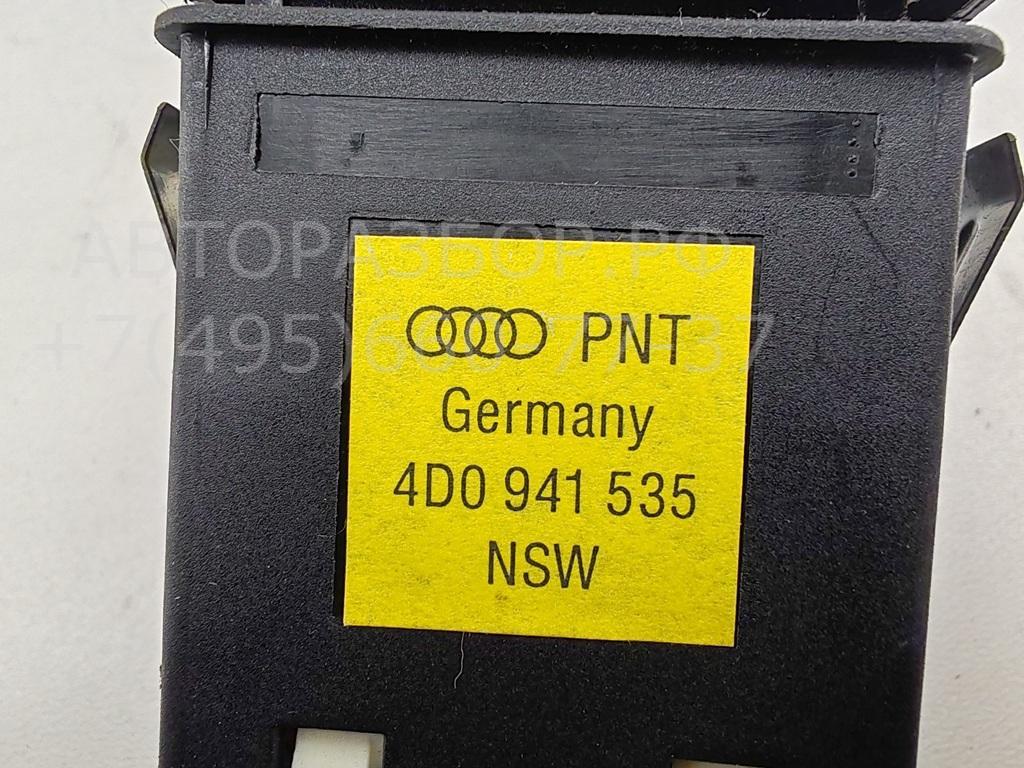 АВТОРАЗБОР.РФ
PNT
Germany
4D0 941 535
NSW